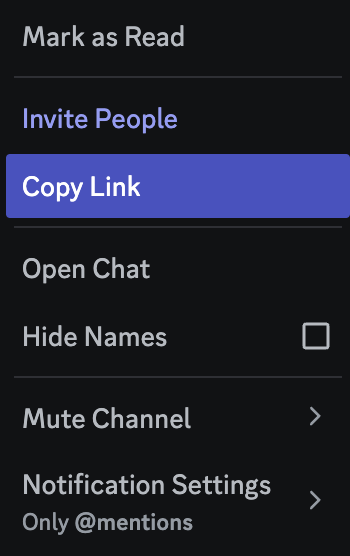 Mark as Read
Invite People
Copy Link
Open Chat
Hide Names
Mute Channel
Notification Settings
Only @mentions